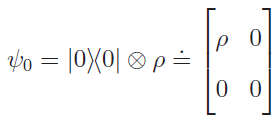 ψ₀ = |0⟩⟨0| ⊗ ρ ≐ [ρ 0
0 0]